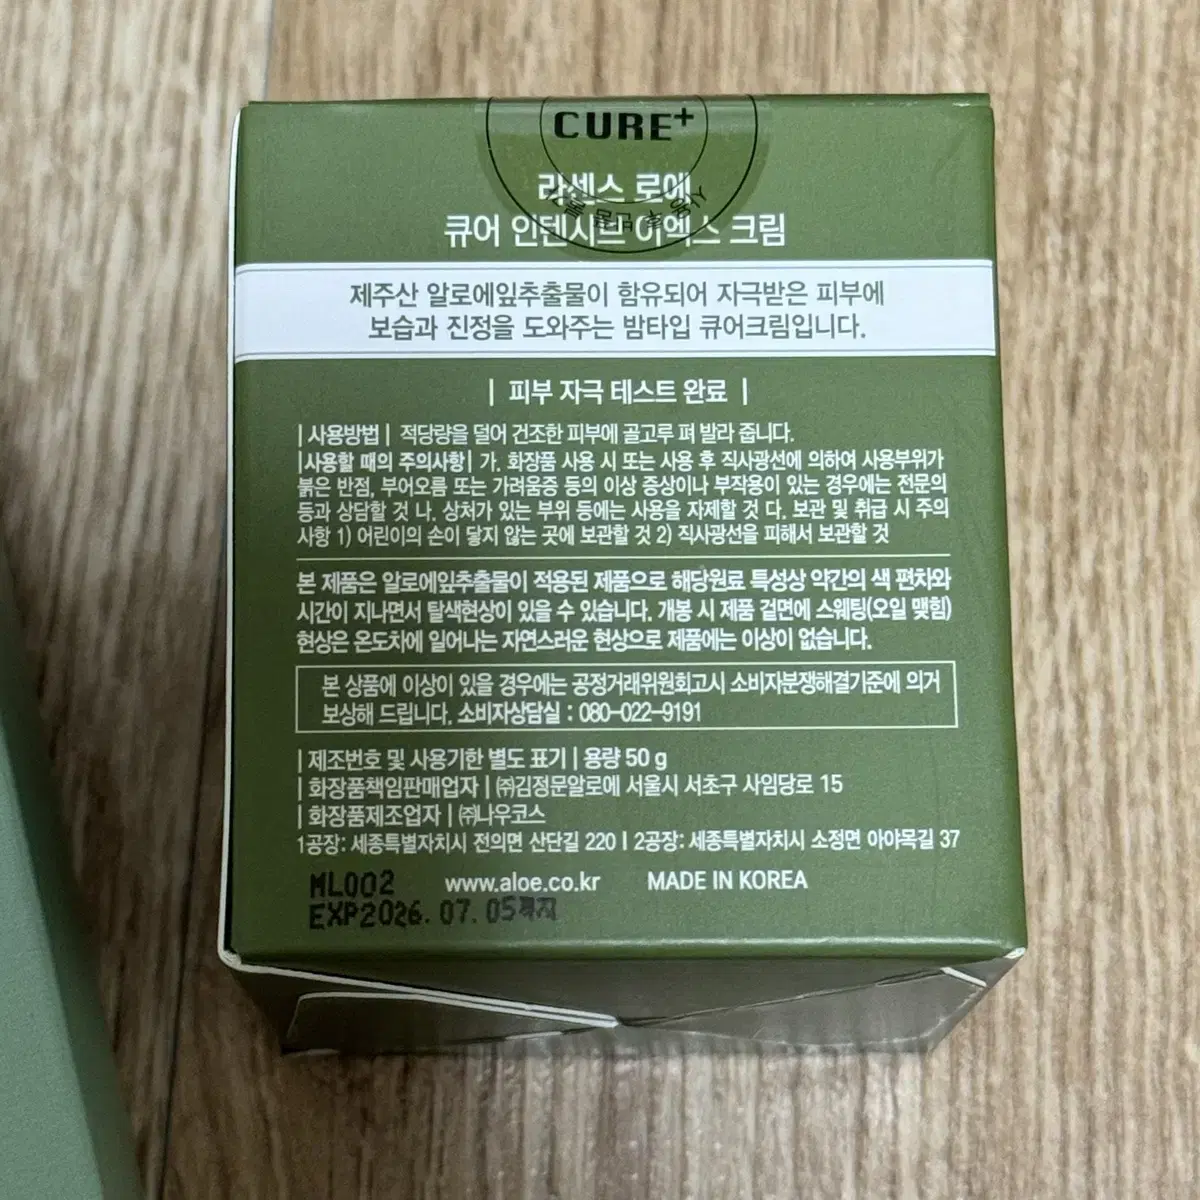 CURE+
라센스 로에
큐어 인텐시브 이엑스 크림
제주산 알로에잎추출물이 함유되어 자극받은 피부에
보습과 진정을 도와주는 밤타입 큐어크림입니다.
| 피부 자극 테스트 완료 |
| 사용방법 | 적당량을 덜어 건조한 피부에 골고루 펴 발라 줍니다.
|사용할 때의 주의사항| 가. 화장품 사용 시 또는 사용 후 직사광선에 의하여 사용부위가
붉은 반점, 부어오름 또는 가려움증 등의 이상 증상이나 부작용이 있는 경우에는 전문의
등과 상담할 것 나. 상처가 있는 부위 등에는 사용을 자제할 것 다. 보관 및 취급 시 주의
사항 1) 어린이의 손이 닿지 않는 곳에 보관할 것 2) 직사광선을 피해서 보관할 것
본 제품은 알로에잎추출물이 적용된 제품으로 해당원료 특성상 약간의 색 편차와
시간이 지나면서 탈색현상이 있을 수 있습니다. 개봉 시 제품 겉면에 스웨팅(오일 맺힘)
현상은 온도차에 일어나는 자연스러운 현상으로 제품에는 이상이 없습니다.
본 상품에 이상이 있을 경우에는 공정거래위원회고시 소비자분쟁해결기준에 의거
보상해 드립니다. 소비자상담실 : 080-022-9191
| 제조번호 및 사용기한 별도 표기 | 용량 50 g
| 화장품책임판매업자 | ㈜김정문알로에 서울시 서초구 사임당로 15
| 화장품제조업자 | ㈜나우코스
1공장: 세종특별자치시 전의면 산단길 220 I 2공장: 세종특별자치시 소정면 아야목길 37
ML002 www.aloe.co.kr MADE IN KOREA
EXP2026.07.05까지